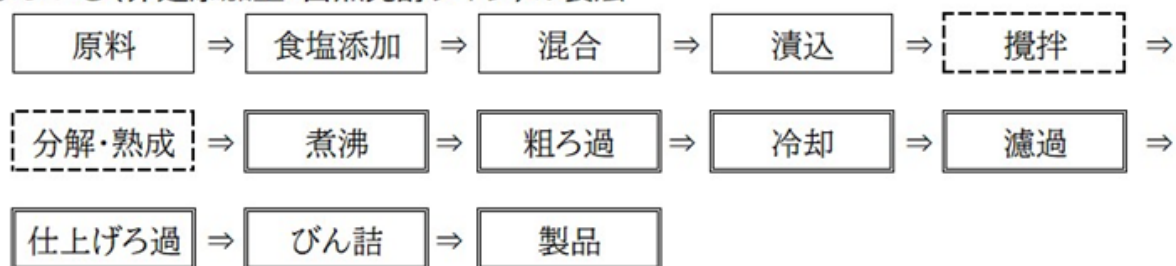 原料 ⇒ 食塩添加 ⇒ 混合 ⇒ 漬込 ⇒ 攪拌 ⇒
分解・熟成 ⇒ 煮沸 ⇒ 粗ろ過 ⇒ 冷却 ⇒ 濾過 ⇒
仕上げろ過 ⇒ びん詰 ⇒ 製品